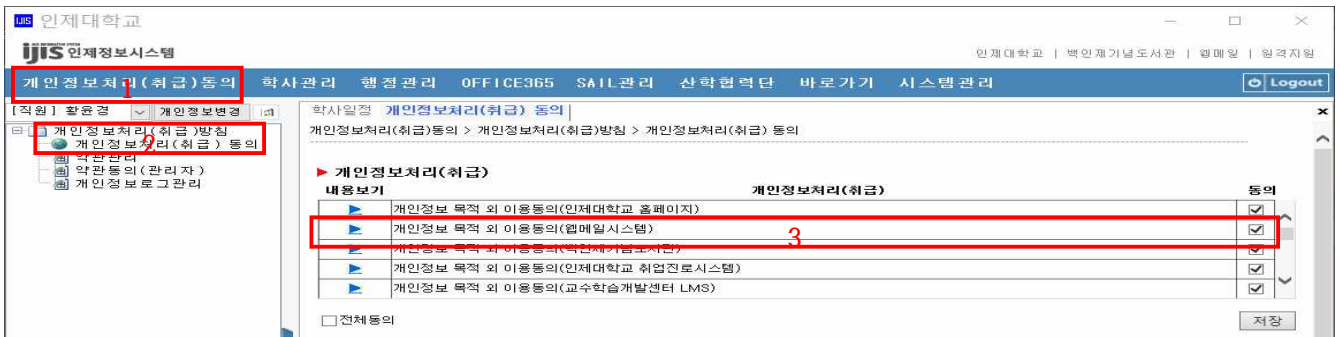 IJIS 인제대학교
ijis 인제정보시스템
인제대학교 | 백인제기념도서관 | 웹메일 | 원격지원
개인정보처리(취급)동의 학사관리 행정관리 OFFICE365 SAIL관리 산학협력단 바로가기 시스템관리 Logout
1
[직원] 황윤경 개인정보변경
개인정보처리(취급)방침
2
개인정보처리(취급) 동의
약관관리
약관동의(관리자)
개인정보로그관리
학사일정 개인정보처리(취급) 동의
개인정보처리(취급)동의 > 개인정보처리(취급)방침 > 개인정보처리(취급) 동의
개인정보처리(취급)
내용보기 개인정보처리(취급) 동의
개인정보 목적 외 이용동의(인제대학교 홈페이지)
개인정보 목적 외 이용동의(웹메일시스템)
3
개인정보 목적 외 이용동의(백인제기념도서관)
개인정보 목적 외 이용동의(인제대학교 취업진로시스템)
개인정보 목적 외 이용동의(교수학습개발센터 LMS)
전체동의 저장